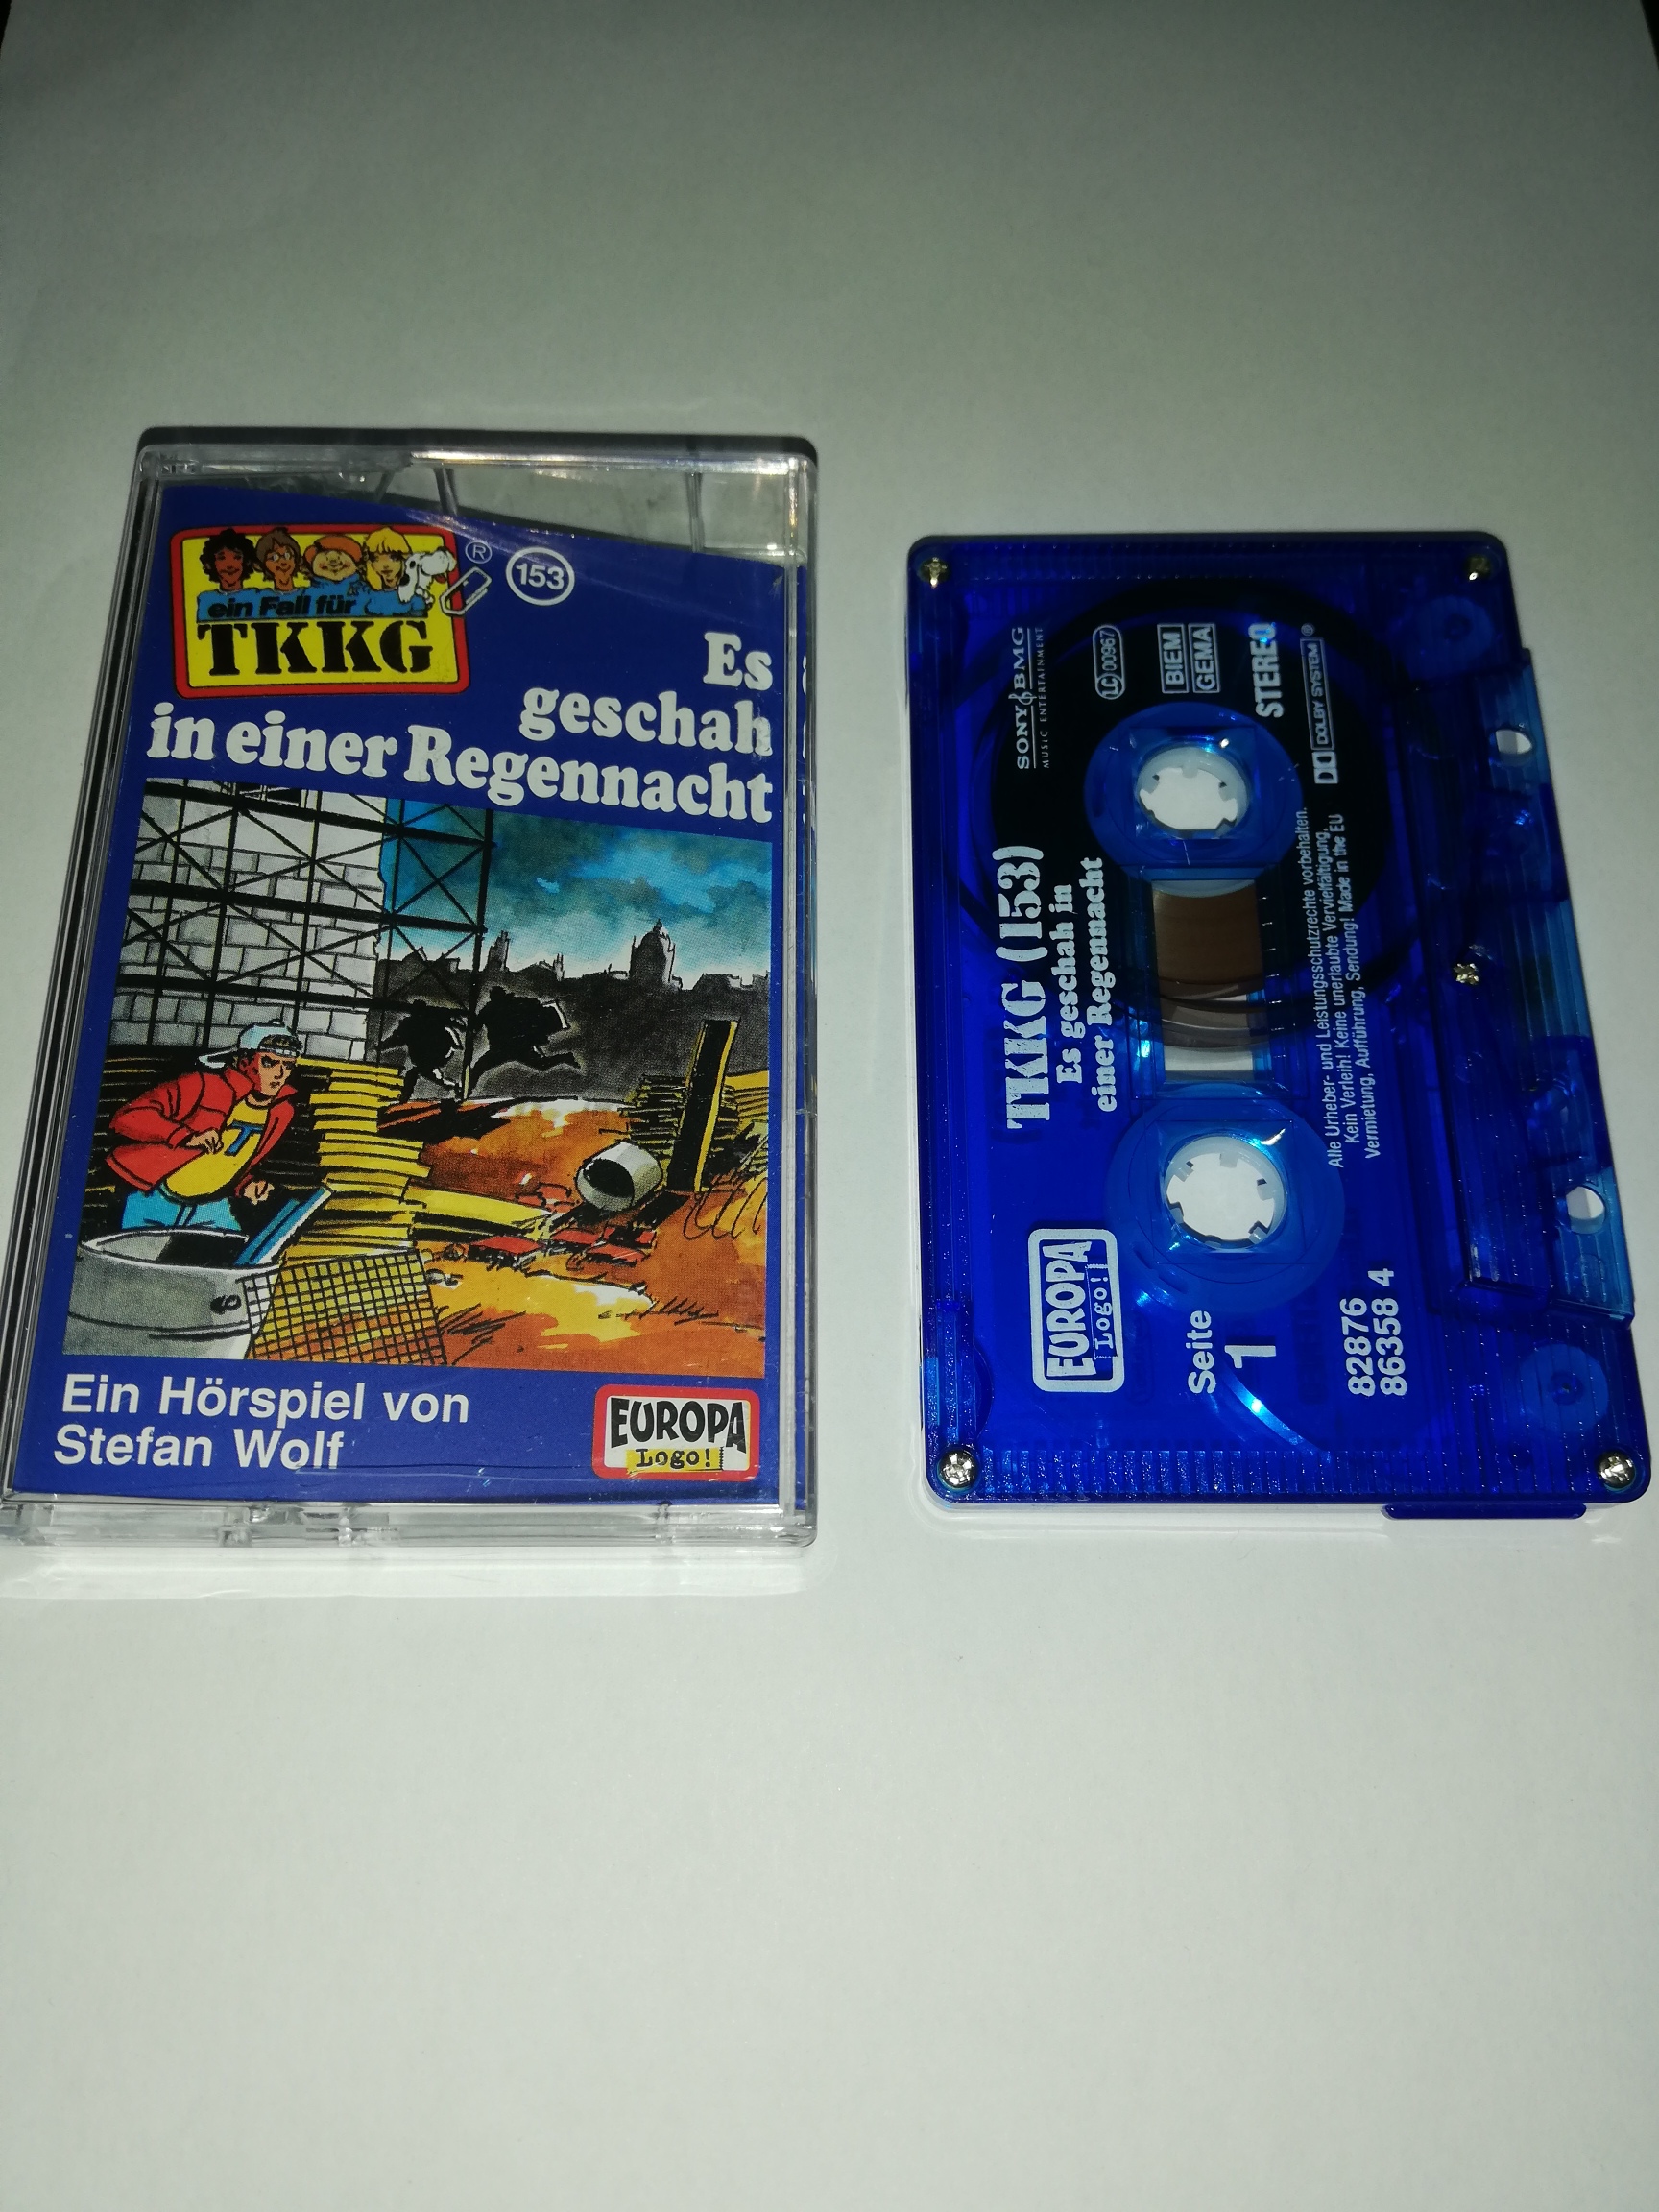 ein Fall für
TKKG
®
153
Es
geschah
in einer Regennacht
T
Ein Hörspiel von
Stefan Wolf
EUROPA
Logo!
SONY BMG
MUSIC ENTERTAINMENT
LC 00967
BIEM
GEMA
STEREO
DOLBY SYSTEM ®
TKKG (153)
Es geschah in
einer Regennacht
Alle Urheber- und Leistungsschutzrechte vorbehalten.
Kein Verleih! Keine unerlaubte Vervielfältigung,
Vermietung, Aufführung, Sendung! Made in the EU
EUROPA
Logo!
Seite
1
82876
86358 4